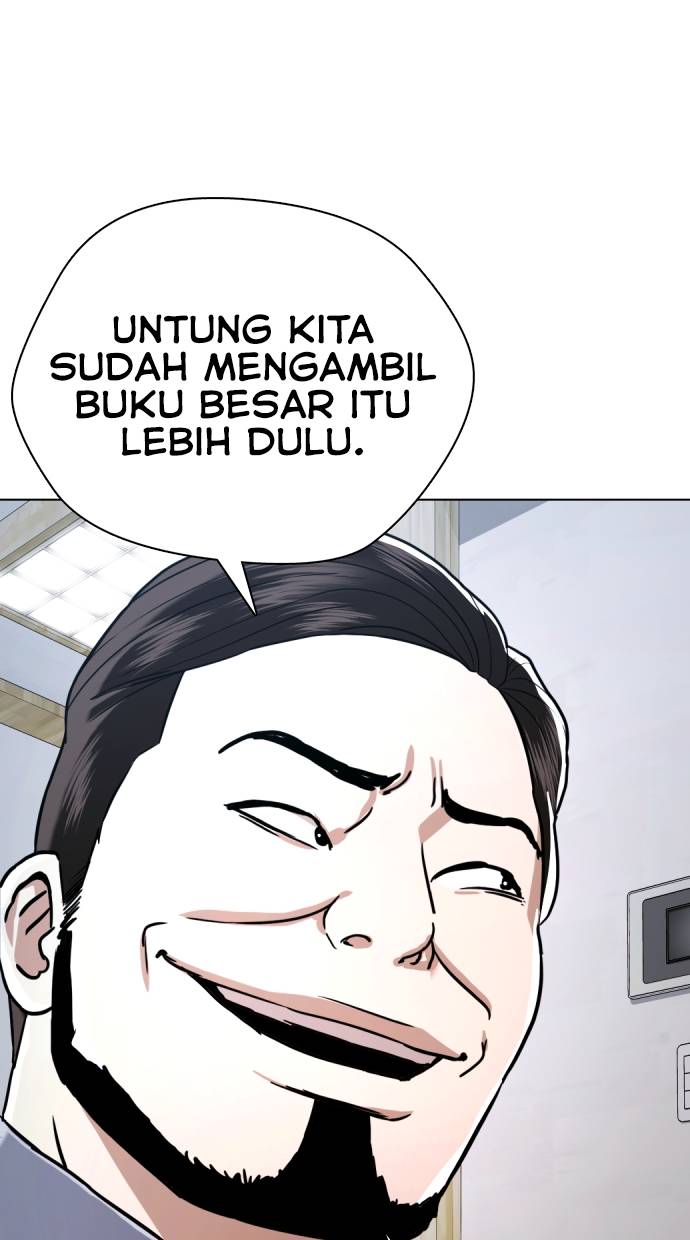 UNTUNG KITA
SUDAH MENGAMBIL
BUKU BESAR ITU
LEBIH DULU.